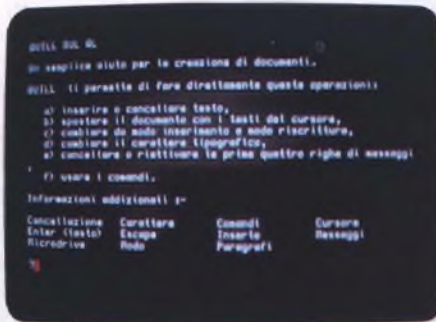 QUILL SUL QL
Un semplice aiuto per la creazione di documenti.
QUILL ti permette di fare direttamente queste operazioni:
a) inserire o cancellare testo,
b) spostare il documento con i tasti del cursore,
c) cambiare da modo inserimento a modo riscrittura,
d) cambiare il carattere tipografico,
e) cancellare o riattivare le prime quattro righe di messaggi
f) usare i comandi.
Informazioni addizionali :-
Cancellazione Carattere Comandi Cursore
Enter (tasto) Escape Inserto Messaggi
Microdrive Modo Paragrafi